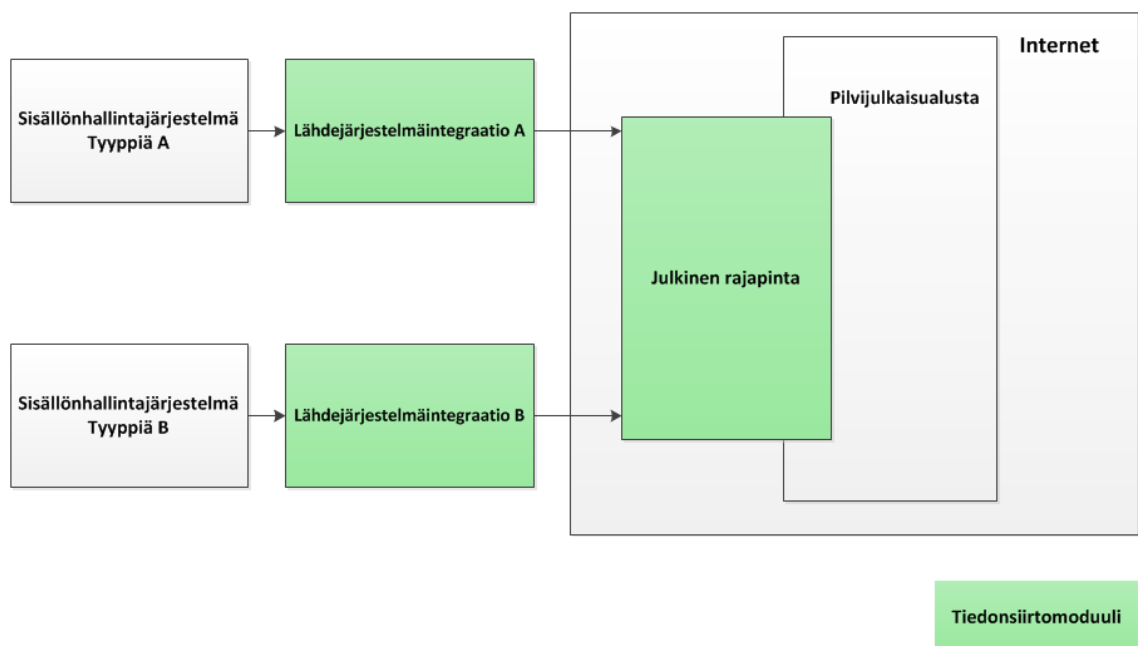 Internet
Pilvijulkaisualusta
Sisällönhallintajärjestelmä
Tyyppiä A
Lähdejärjestelmäintegraatio A
Julkinen rajapinta
Sisällönhallintajärjestelmä
Tyyppiä B
Lähdejärjestelmäintegraatio B
Tiedonsiirtomoduuli